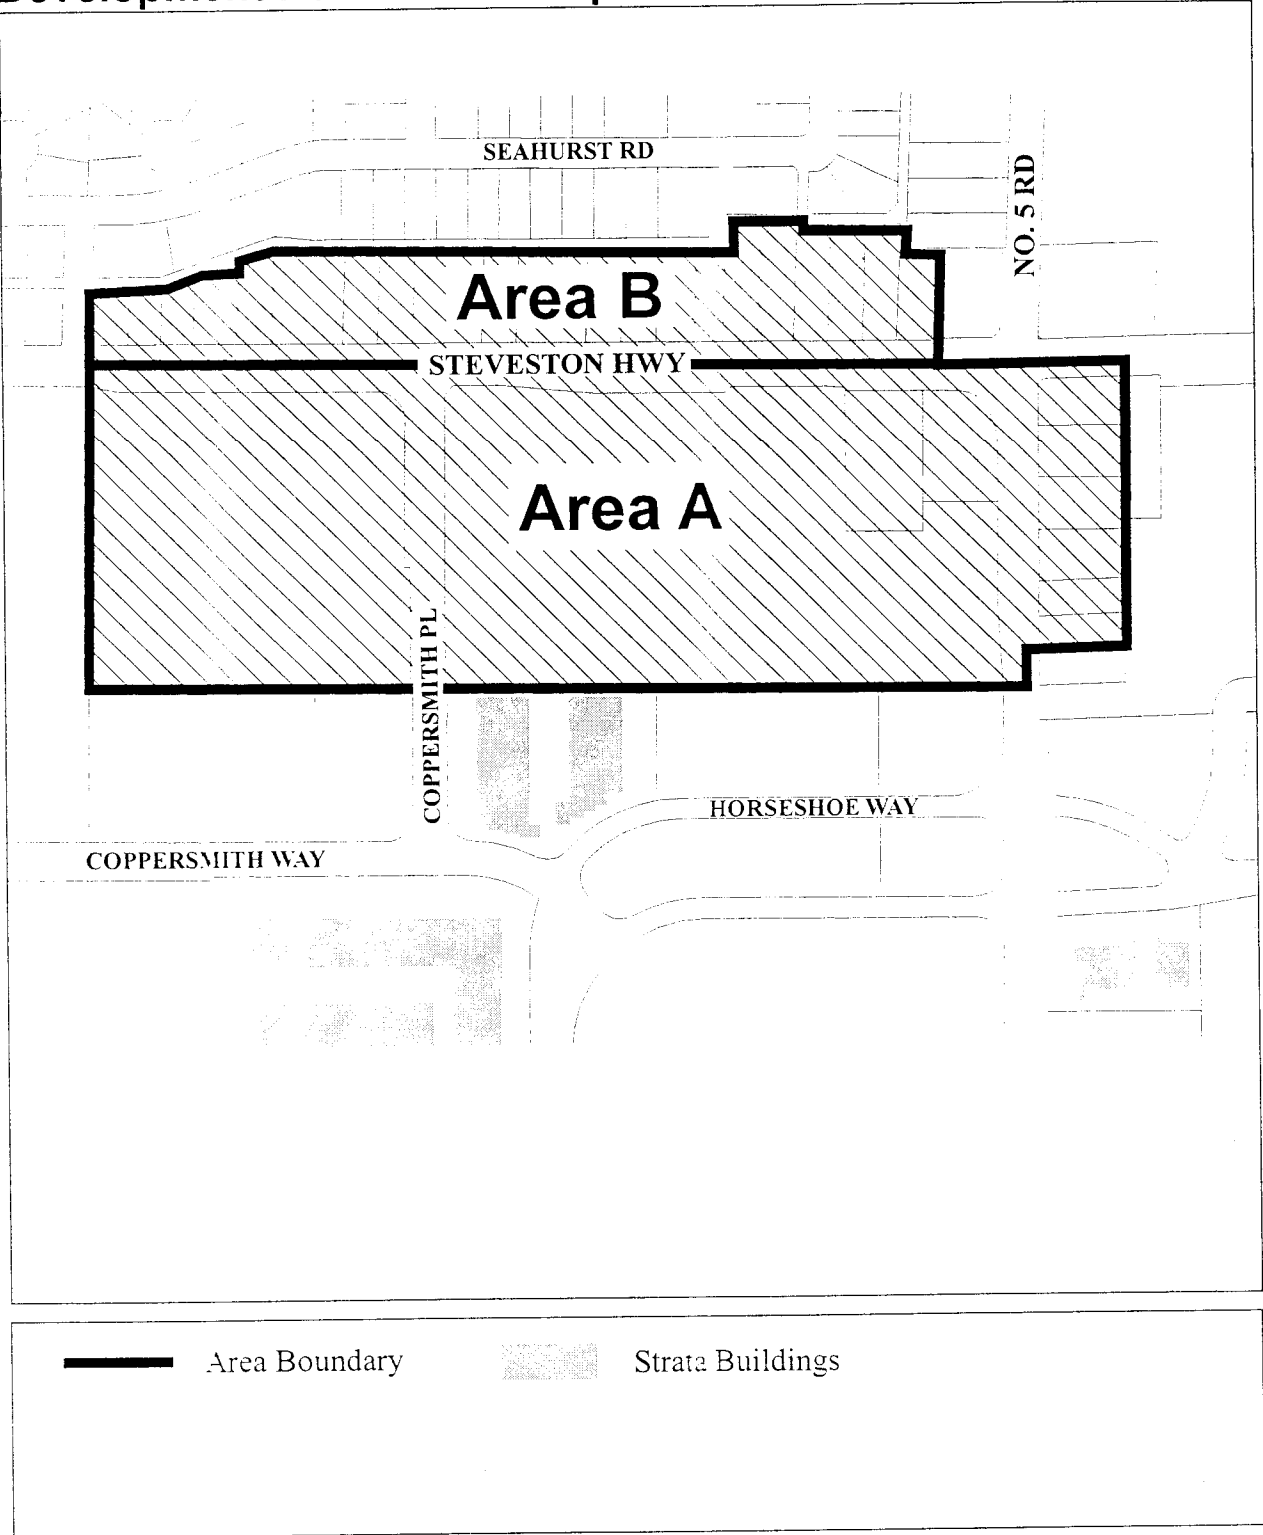 SEAHURST RD
NO. 5 RD
Area B
STEVESTON HWY
Area A
COPPERSMITH PL
HORSESHOE WAY
COPPERSMITH WAY
Area Boundary
Strata Buildings